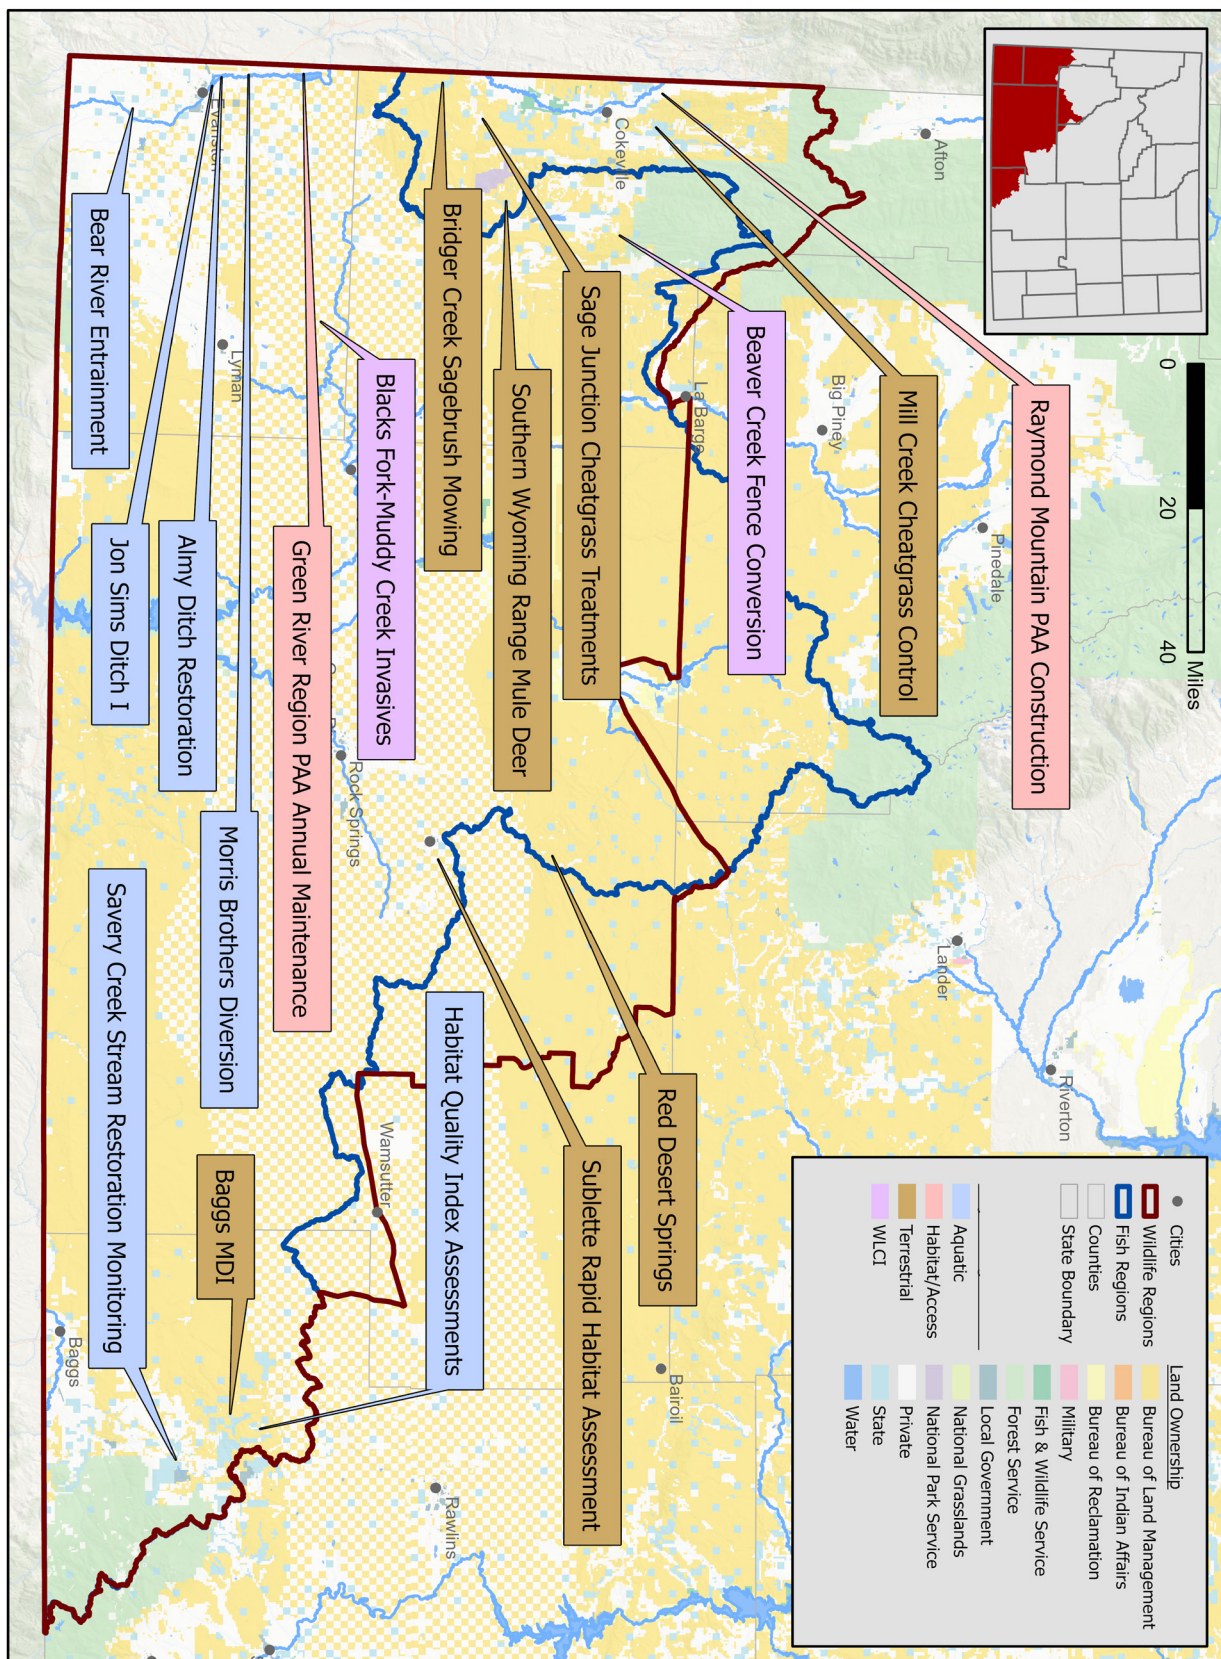 0
20
40
Miles
Afton
Cokeville
Evanston
Lyman
La Barge
Big Piney
Pinedale
Rock Springs
Lander
Riverton
Wamsutter
Bairoil
Rawlins
Baggs
Raymond Mountain PAA Construction
Mill Creek Cheatgrass Control
Beaver Creek Fence Conversion
Sage Junction Cheatgrass Treatments
Southern Wyoming Range Mule Deer
Bridger Creek Sagebrush Mowing
Blacks Fork-Muddy Creek Invasives
Green River Region PAA Annual Maintenance
Bear River Entrainment
Jon Sims Ditch I
Almy Ditch Restoration
Morris Brothers Diversion
Savery Creek Stream Restoration Monitoring
Baggs MDI
Habitat Quality Index Assessments
Sublette Rapid Habitat Assessment
Red Desert Springs
Cities
Wildlife Regions
Fish Regions
Counties
State Boundary
Aquatic
Habitat/Access
Terrestrial
WLCI
Land Ownership
Bureau of Land Management
Bureau of Indian Affairs
Bureau of Reclamation
Military
Fish & Wildlife Service
Forest Service
Local Government
National Grasslands
National Park Service
Private
State
Water